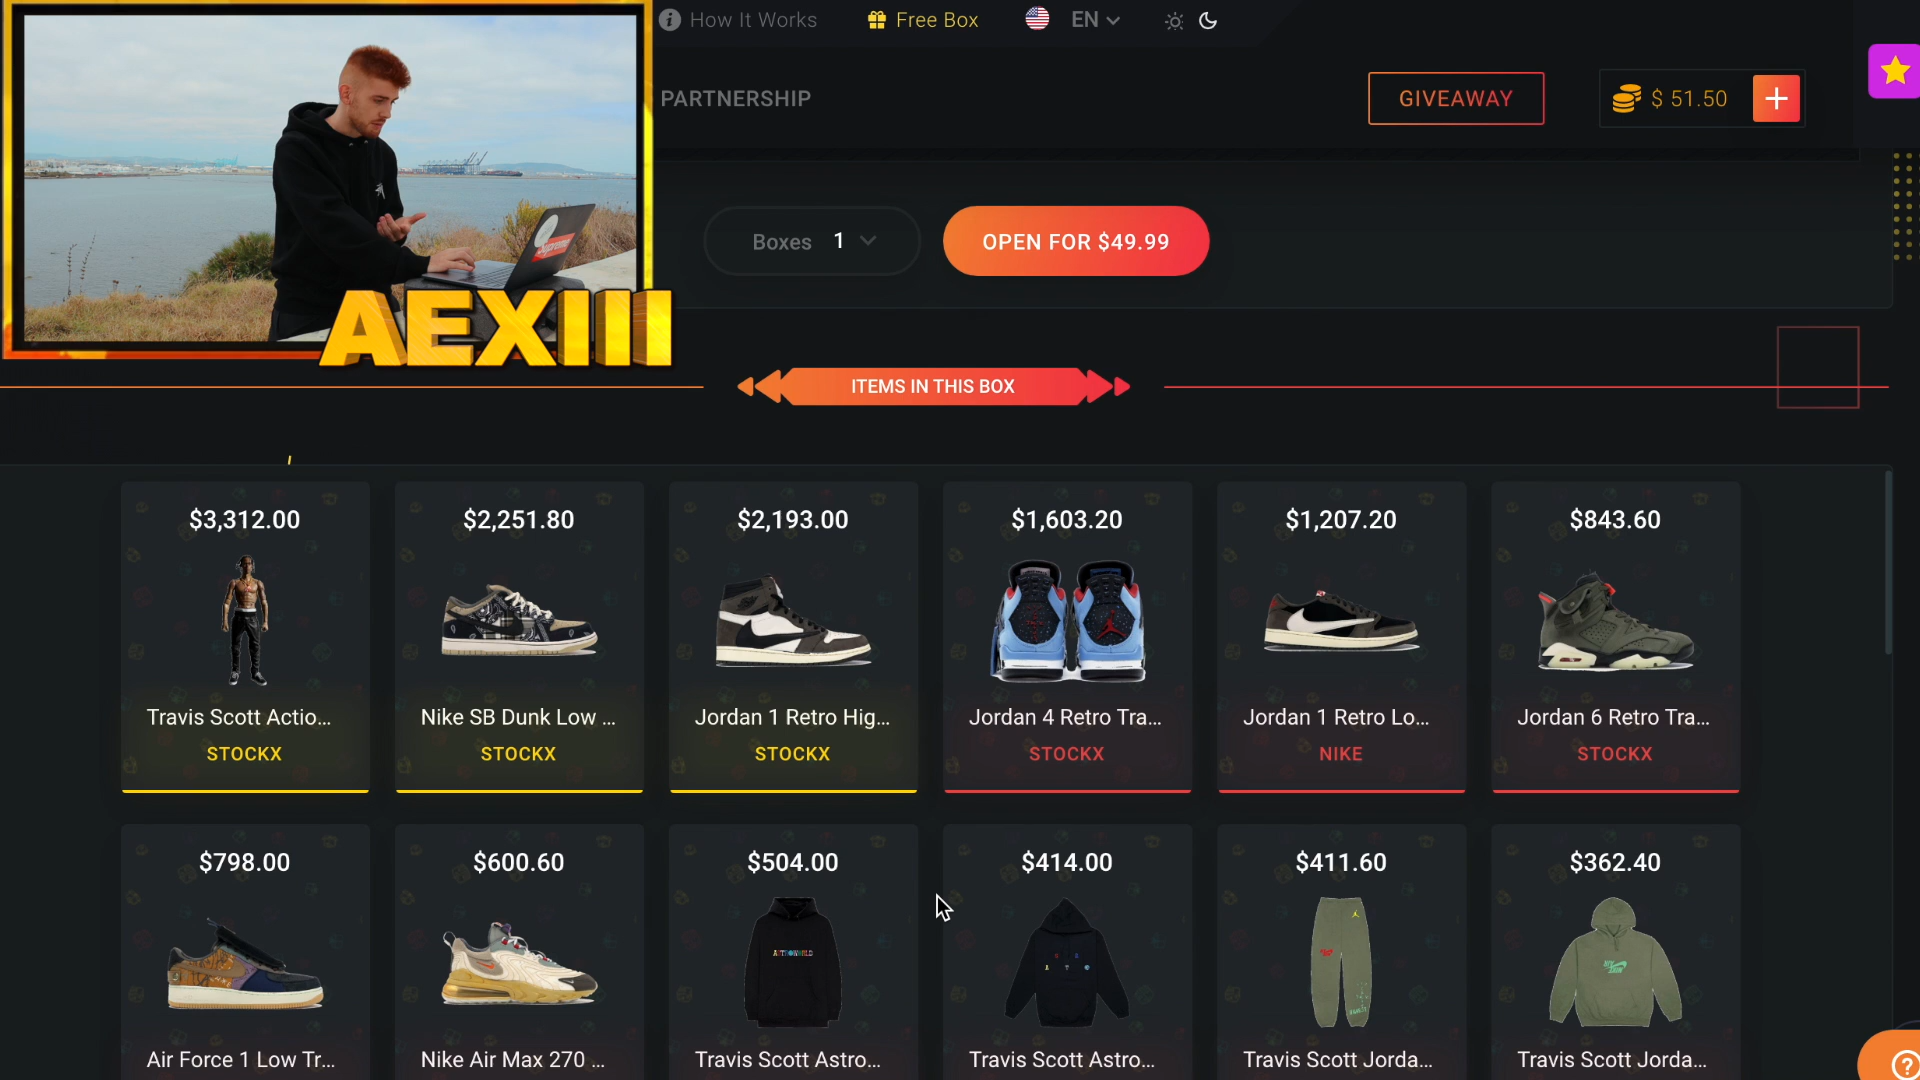 How It Works
Free Box
EN
PARTNERSHIP
GIVEAWAY
$ 51.50
Boxes 1
OPEN FOR $49.99
AEXIII
ITEMS IN THIS BOX
$3,312.00
$2,251.80
$2,193.00
$1,603.20
$1,207.20
$843.60
Travis Scott Actio...
Nike SB Dunk Low ...
Jordan 1 Retro Hig...
Jordan 4 Retro Tra...
Jordan 1 Retro Lo...
Jordan 6 Retro Tra...
STOCKX
STOCKX
STOCKX
STOCKX
NIKE
STOCKX
$798.00
$600.60
$504.00
$414.00
$411.60
$362.40
ASTROWORLD
Air Force 1 Low Tr...
Nike Air Max 270 ...
Travis Scott Astro...
Travis Scott Astro...
Travis Scott Jorda...
Travis Scott Jorda...